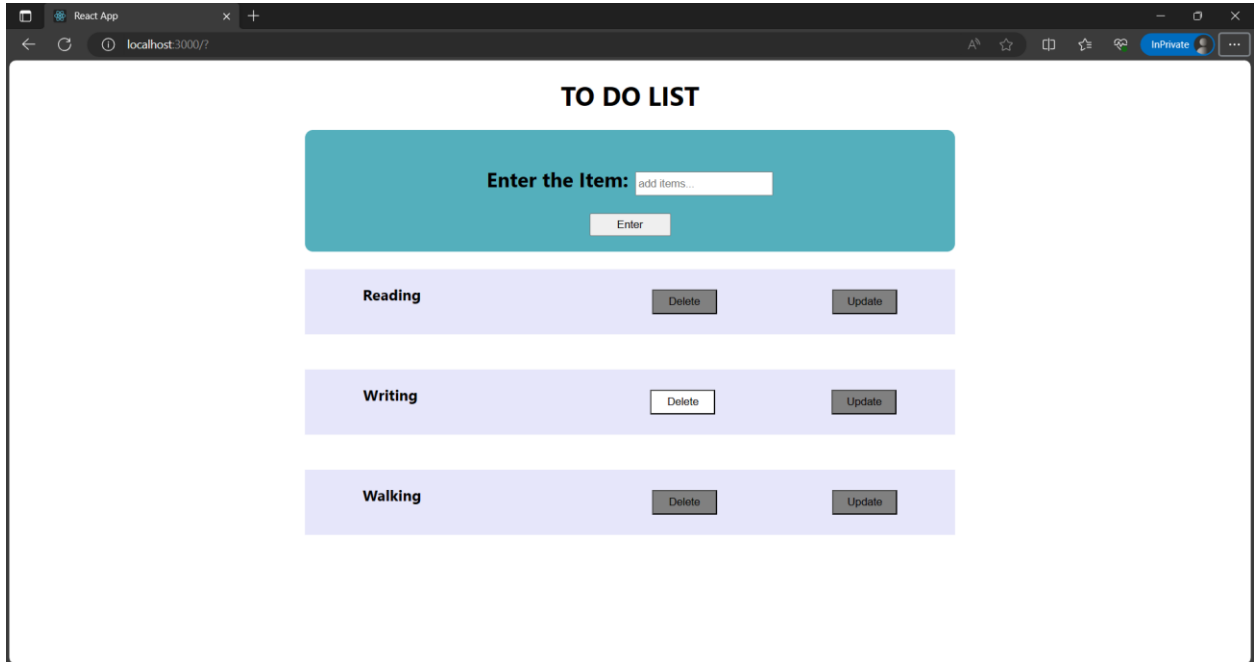 React App
localhost:3000/?
InPrivate
TO DO LIST
Enter the Item: add items...
Enter
Reading Delete Update
Writing Delete Update
Walking Delete Update